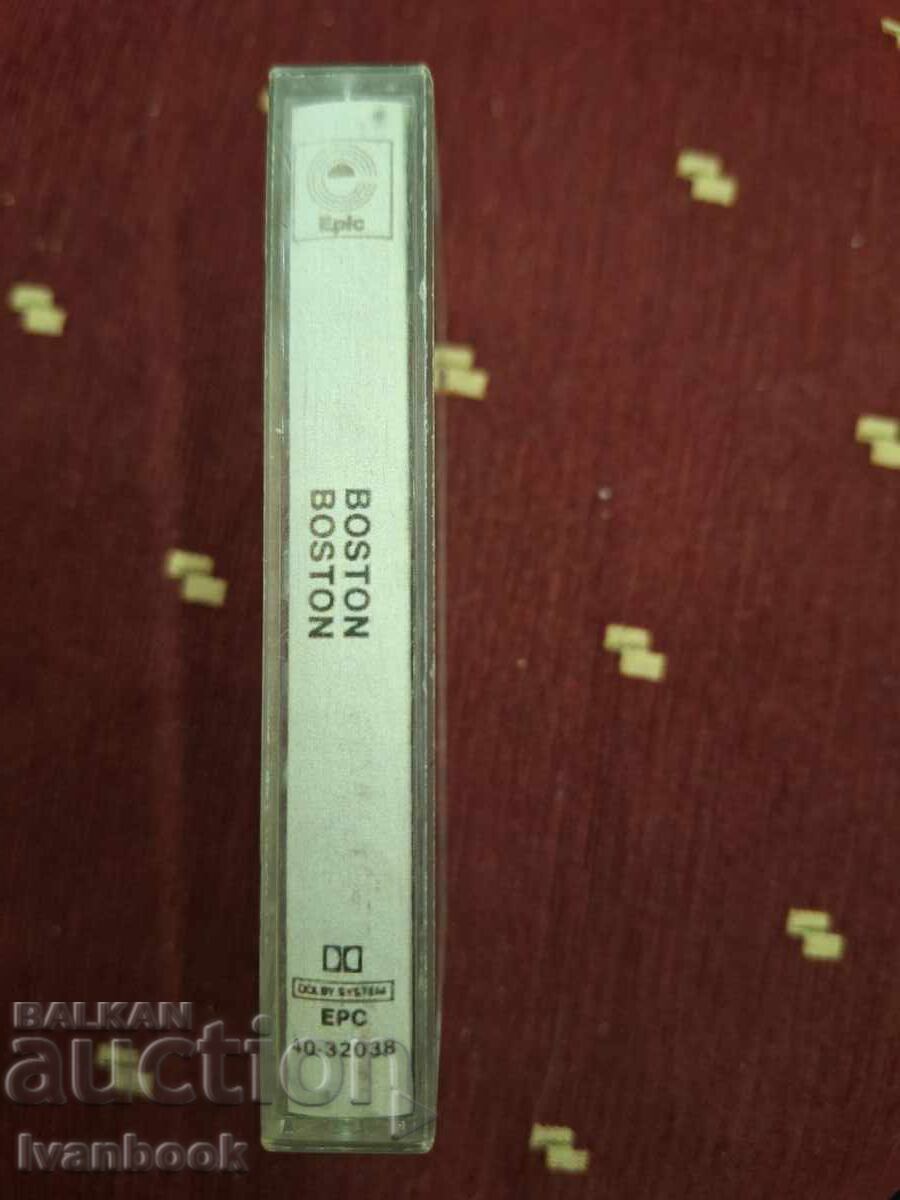 Epic
BOSTON
BOSTON
DOLBY SYSTEM
EPC
40-32038
BALKAN
auction
Ivanbook